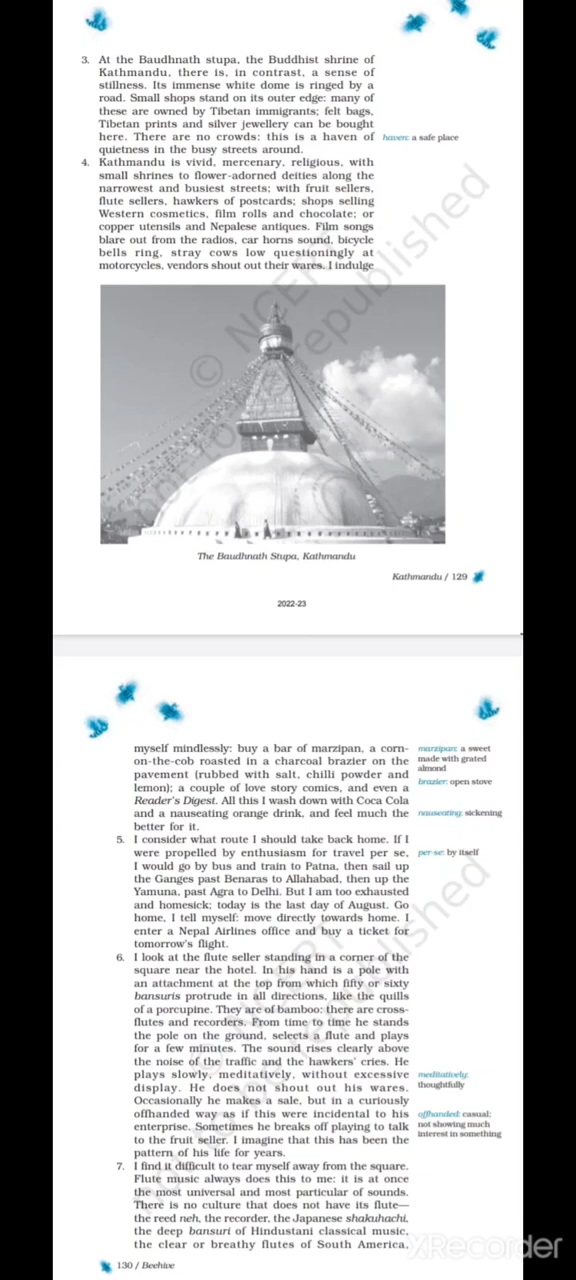 3. At the Baudhnath stupa, the Buddhist shrine of
Kathmandu, there is, in contrast, a sense of
stillness. Its immense white dome is ringed by a
road. Small shops stand on its outer edge: many of
these are owned by Tibetan immigrants; felt bags,
Tibetan prints and silver jewellery can be bought
here. There are no crowds: this is a haven of
quietness in the busy streets around.
haven: a safe place
4. Kathmandu is vivid, mercenary, religious, with
small shrines to flower-adorned deities along the
narrowest and busiest streets; with fruit sellers,
flute sellers, hawkers of postcards; shops selling
Western cosmetics, film rolls and chocolate; or
copper utensils and Nepalese antiques. Film songs
blare out from the radios, car horns sound, bicycle
bells ring, stray cows low questioningly at
motorcycles, vendors shout out their wares. I indulge
© NCERT
not to be republished
The Baudhnath Stupa, Kathmandu
Kathmandu / 129
2022-23
myself mindlessly: buy a bar of marzipan, a corn-
on-the-cob roasted in a charcoal brazier on the
pavement (rubbed with salt, chilli powder and
lemon); a couple of love story comics, and even a
Reader's Digest. All this I wash down with Coca Cola
and a nauseating orange drink, and feel much the
better for it.
marzipan: a sweet
made with grated
almond
brazier: open stove
nauseating: sickening
5. I consider what route I should take back home. If I
were propelled by enthusiasm for travel per se,
I would go by bus and train to Patna, then sail up
the Ganges past Benaras to Allahabad, then up the
Yamuna, past Agra to Delhi. But I am too exhausted
and homesick; today is the last day of August. Go
home, I tell myself: move directly towards home. I
enter a Nepal Airlines office and buy a ticket for
tomorrow's flight.
per-se: by itself
6. I look at the flute seller standing in a corner of the
square near the hotel. In his hand is a pole with
an attachment at the top from which fifty or sixty
bansuris protrude in all directions, like the quills
of a porcupine. They are of bamboo: there are cross-
flutes and recorders. From time to time he stands
the pole on the ground, selects a flute and plays
for a few minutes. The sound rises clearly above
the noise of the traffic and the hawkers' cries. He
plays slowly, meditatively, without excessive
display. He does not shout out his wares.
Occasionally he makes a sale, but in a curiously
offhanded way as if this were incidental to his
enterprise. Sometimes he breaks off playing to talk
to the fruit seller. I imagine that this has been the
pattern of his life for years.
meditatively:
thoughtfully
offhanded: casual;
not showing much
interest in something
7. I find it difficult to tear myself away from the square.
Flute music always does this to me: it is at once
the most universal and most particular of sounds.
There is no culture that does not have its flute—
the reed neh, the recorder, the Japanese shakuhachi,
the deep bansuri of Hindustani classical music,
the clear or breathy flutes of South America,
© NCERT
not to be republished
130 / Beehive
XRecorder